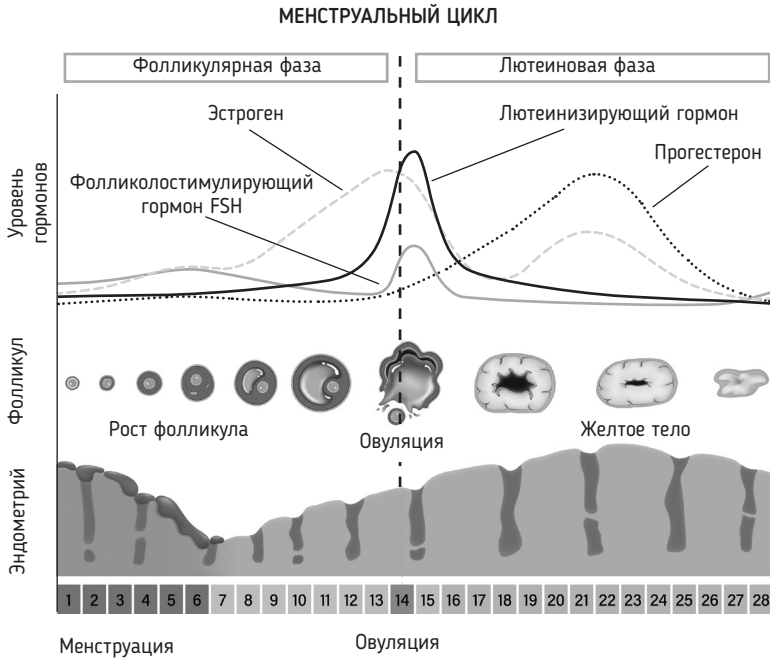 МЕНСТРУАЛЬНЫЙ ЦИКЛ
Фолликулярная фаза
Лютеиновая фаза
Эстроген
Лютеинизирующий гормон
Прогестерон
Фолликолостимулирующий
гормон FSH
Уровень
гормонов
Фолликул
Рост фолликула
Овуляция
Желтое тело
Эндометрий
1 2 3 4 5 6 7 8 9 10 11 12 13 14 15 16 17 18 19 20 21 22 23 24 25 26 27 28
Менструация
Овуляция